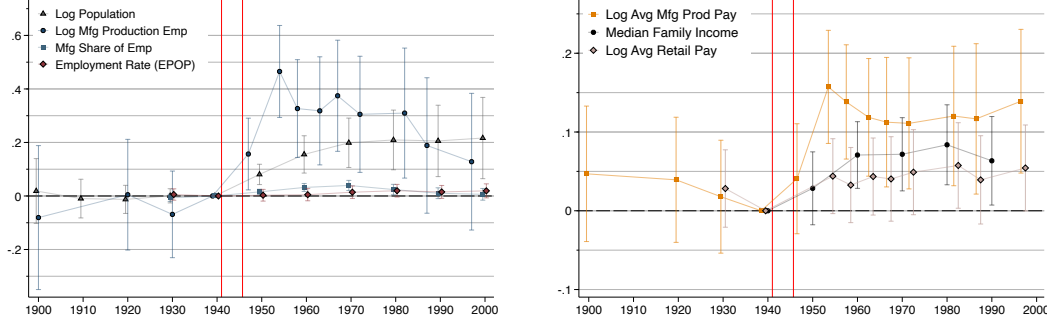 Log Population
Log Mfg Production Emp
Mfg Share of Emp
Employment Rate (EPOP)
.6
.4
.2
0
-.2
1900 1910 1920 1930 1940 1950 1960 1970 1980 1990 2000
Log Avg Mfg Prod Pay
Median Family Income
Log Avg Retail Pay
.2
.1
0
-.1
1900 1910 1920 1930 1940 1950 1960 1970 1980 1990 2000